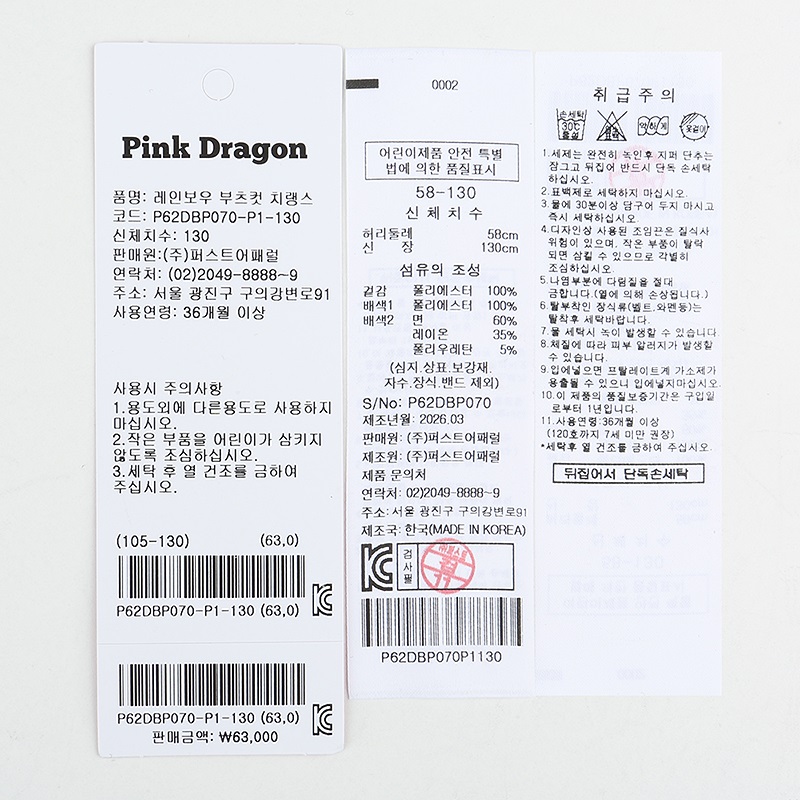 Pink Dragon
품명: 레인보우 부츠컷 치랭스
코드: P62DBP070-P1-130
신체치수: 130
판매원:(주)퍼스트어패럴
연락처: (02)2049-8888~9
주소: 서울 광진구 구의강변로91
사용연령: 36개월 이상
사용시 주의사항
1.용도외에 다른용도로 사용하지
마십시오.
2.작은 부품을 어린이가 삼키지
않도록 조심하십시오.
3.세탁 후 열 건조를 금하여
주십시오.
(105-130) (63,0)
P62DBP070-P1-130 (63,0)
P62DBP070-P1-130 (63,0)
판매금액: ₩63,000
0002
어린이제품 안전 특별
법에 의한 품질표시
58-130
신체치수
허리둘레 58cm
신 장 130cm
섬유의 조성
겉감 폴리에스터 100%
배색1 폴리에스터 100%
배색2 면 60%
레이온 35%
폴리우레탄 5%
(심지.상표.보강재.
자수.장식.밴드 제외)
S/No: P62DBP070
제조년월: 2026.03
판매원: (주)퍼스트어패럴
제조원: (주)퍼스트어패럴
제품 문의처
연락처: 02)2049-8888~9
주소: 서울 광진구 구의강변로91
제조국: 한국(MADE IN KOREA)
검사필
P62DBP070P1130
취급주의
손세탁
30℃
중성
약하게
옷걸이
1.세제는 완전히 녹인후 지퍼 단추는
잠그고 뒤집어 반드시 단독 손세탁
하십시오.
2.표백제로 세탁하지 마십시오.
3.물에 30분이상 담구어 두지 마시고
즉시 세탁하십시오.
4.디자인상 사용된 조임끈은 질식사
위험이 있으며, 작은 부품이 탈락
되면 삼킬 수 있으므로 각별히
조심하십시오.
5.나염부분에 다림질을 절대
금합니다.(열에 의해 손상됩니다.)
6.탈부착인 장식류(벨트.와펜등)는
탈착후 세탁바랍니다.
7.물 세탁시 녹이 발생할 수 있습니다.
8.체질에 따라 피부 알러지가 발생할
수 있습니다.
9.입에넣으면 프탈레이트계 가소제가
용출될 수 있으니 입에넣지마십시오.
10.이 제품의 품질보증기간은 구입일
로부터 1년입니다.
11.사용연령:36개월 이상
(120호까지 7세 미만 권장)
*세탁후 열 건조를 금하여 주십시오.
뒤집어서 단독손세탁